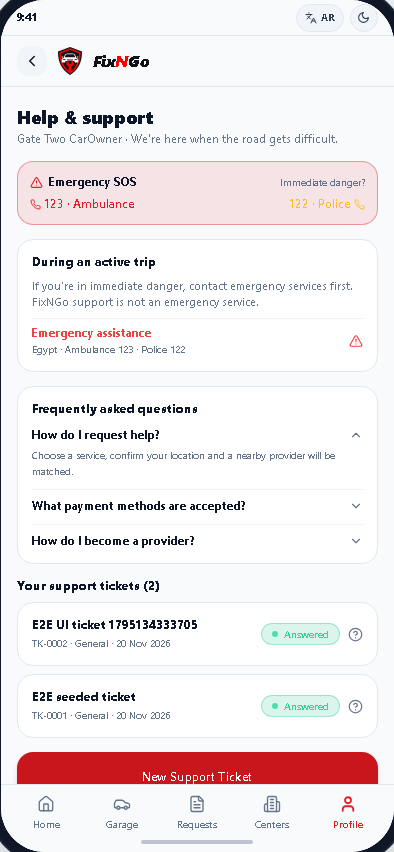 9:41
AR
FixNGo
Help & support
Gate Two CarOwner · We're here when the road gets difficult.
Emergency SOS
Immediate danger?
123 · Ambulance
122 · Police
During an active trip
If you're in immediate danger, contact emergency services first.
FixNGo support is not an emergency service.
Emergency assistance
Egypt · Ambulance 123 · Police 122
Frequently asked questions
How do I request help?
Choose a service, confirm your location and a nearby provider will be
matched.
What payment methods are accepted?
How do I become a provider?
Your support tickets (2)
E2E UI ticket 1795134333705
TK-0002 · General · 20 Nov 2026
Answered
E2E seeded ticket
TK-0001 · General · 20 Nov 2026
Answered
New Support Ticket
Home
Garage
Requests
Centers
Profile